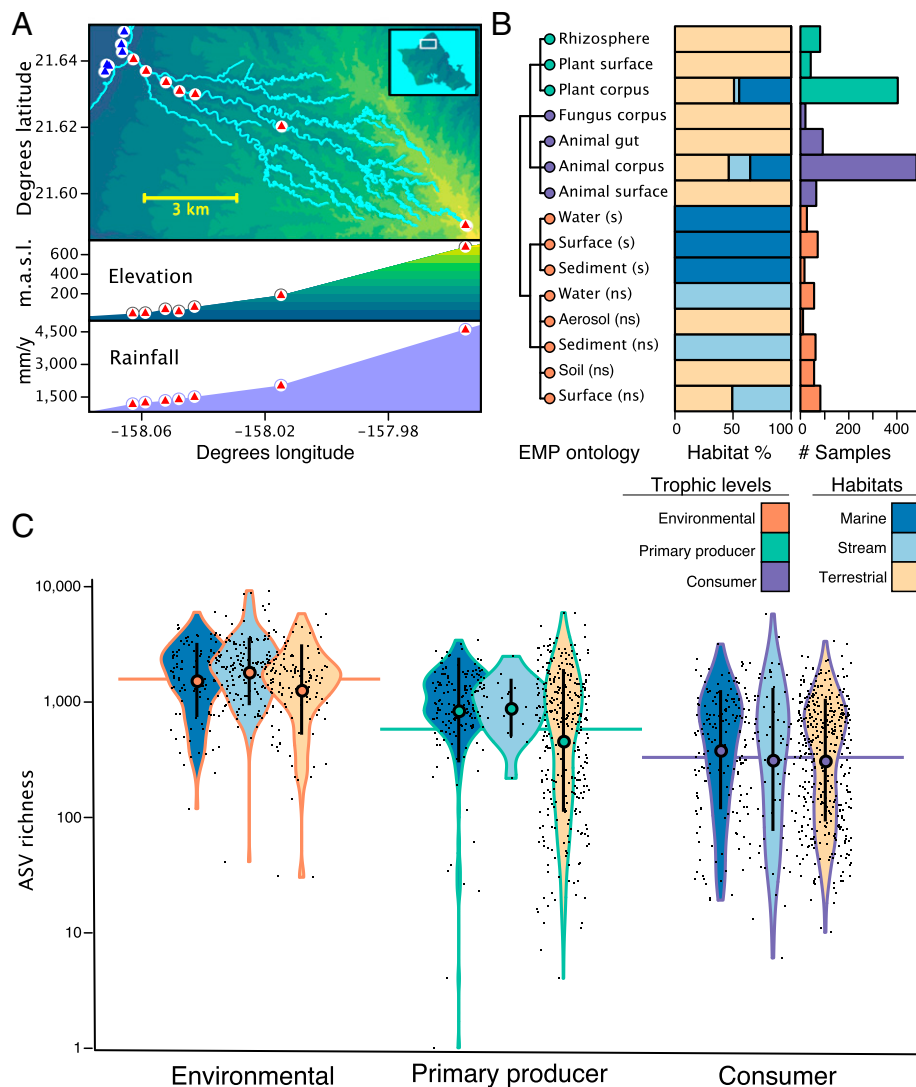 A
Degrees latitude
21.64
21.62
21.60
3 km
m.a.s.l.
600
400
200
Elevation
mm/y
4,500
3,000
1,500
Rainfall
−158.06
−158.02
−157.98
Degrees longitude
B
Rhizosphere
Plant surface
Plant corpus
Fungus corpus
Animal gut
Animal corpus
Animal surface
Water (s)
Surface (s)
Sediment (s)
Water (ns)
Aerosol (ns)
Sediment (ns)
Soil (ns)
Surface (ns)
0 50 100
0 200 400
EMP ontology
Habitat %
# Samples
Trophic levels
Environmental
Primary producer
Consumer
Habitats
Marine
Stream
Terrestrial
C
ASV richness
10,000
1,000
100
10
1
Environmental
Primary producer
Consumer